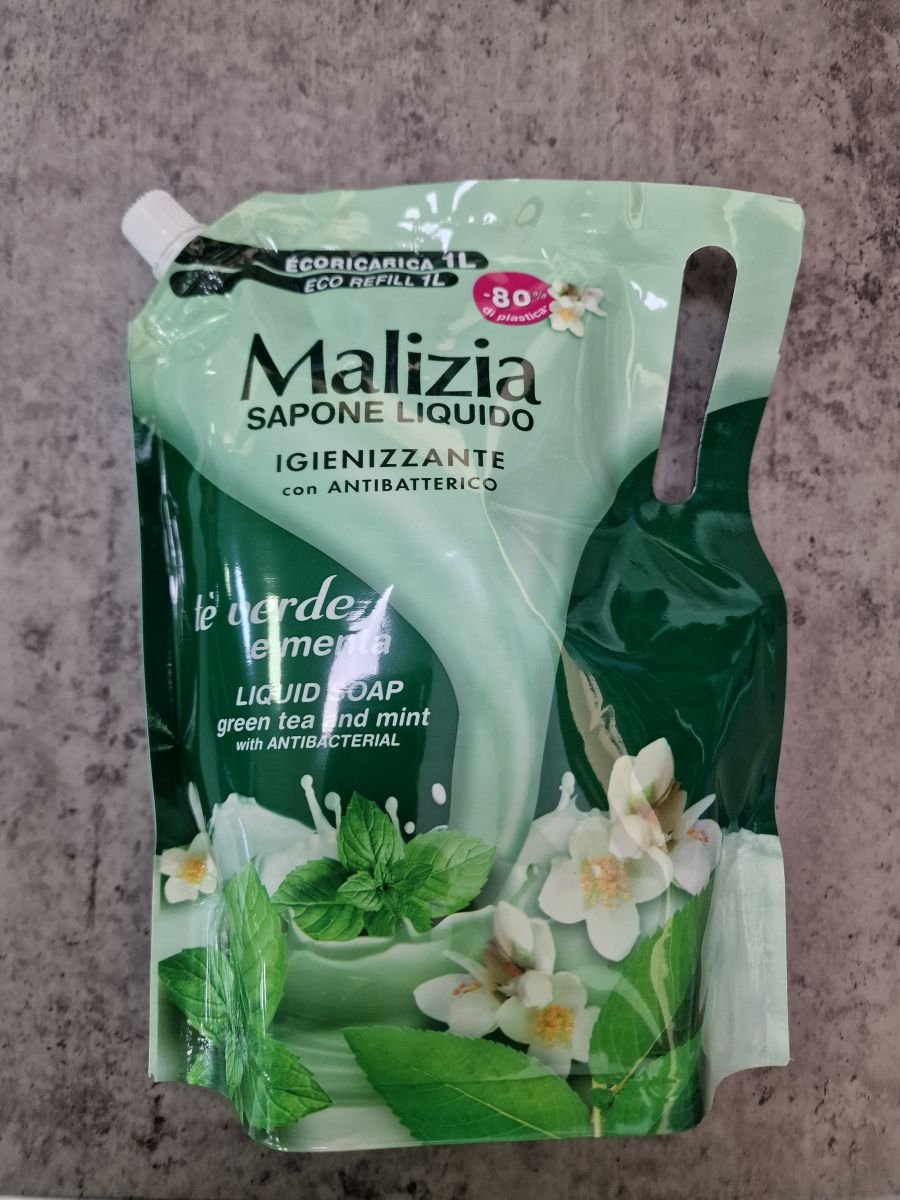 ECORICARICA 1L
ECO REFILL 1L
-80%
di plastica*
Malizia
SAPONE LIQUIDO
IGIENIZZANTE
con ANTIBATTERICO
tè verde
e menta
LIQUID SOAP
green tea and mint
with ANTIBACTERIAL